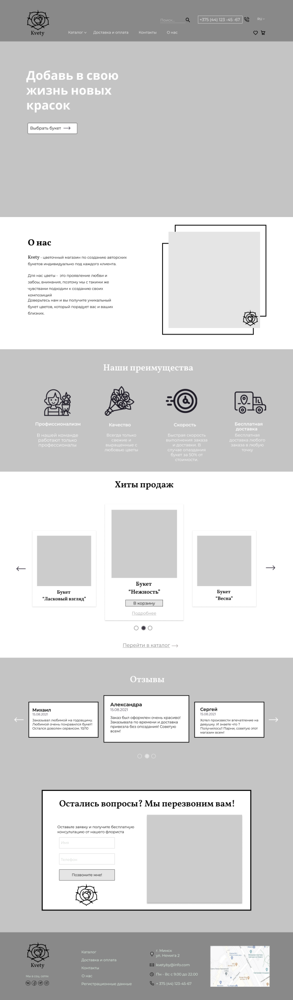 Kvety
Поиск...
+375 (44) 123 -45 -67
RU
Каталог
Доставка и оплата
Контакты
О нас
Добавь в свою
жизнь новых
красок
Выбрать букет
О нас
Kvety - цветочный магазин по созданию авторских
букетов индивидуально под каждого клиента.
Для нас цветы - это проявление любви и
забоы, внимания, поэтому мы с такими же
чувствами подходим к созданию своих
композиций
Доверьтесь нам и вы получите уникальный
букет цветов, который порадует вас и ваших
близких.
Наши преимущества
Профиссионализм
В нашей команде
работают только
профессионалы
Качество
Всегда только
свежие и
выращенные с
любовью цветы
Скорость
Быстрая скорость
выполнения заказа
и доставки. В
случае опаздания
букет за 50% от
стоимости.
Бесплатная
доставка
Бесплатная
доставка любого
заказа в любую
точку
Хиты продаж
Букет
“Ласковый взгляд”
Букет
“Нежность”
В корзину
Подробнее
Букет
“Весна”
Перейти в каталог
Отзывы
Михаил
15.08.2021
Заказывал любимой на годовщину.
Любимой очень понравился букет!
Остался доволен сервисом. 10/10
Александра
15.08.2021
Заказ был оформлен очень красиво!
Заказывала по времени и доставка
привезла без опоздания! Советую
всем!
Сергей
15.08.2021
Хотел произвести впечатление на
девушку. И знаете что ?
Получилось!! Парни, советую этот
магазин всем!
Остались вопросы? Мы перезвоним вам!
Оставьте заявку и получите бесплатную
консультацию от нашего флориста
Имя
Телефон
Позвоните мне!
Kvety
Мы в соц. сетях
Каталог
Доставка и оплата
Контакты
О нас
Регистрационные данные
г. Минск
ул. Немига 2
kvetyby@info.com
Пн - Вс с 9.00 до 22.00
+ 375 (44) 123-45-67